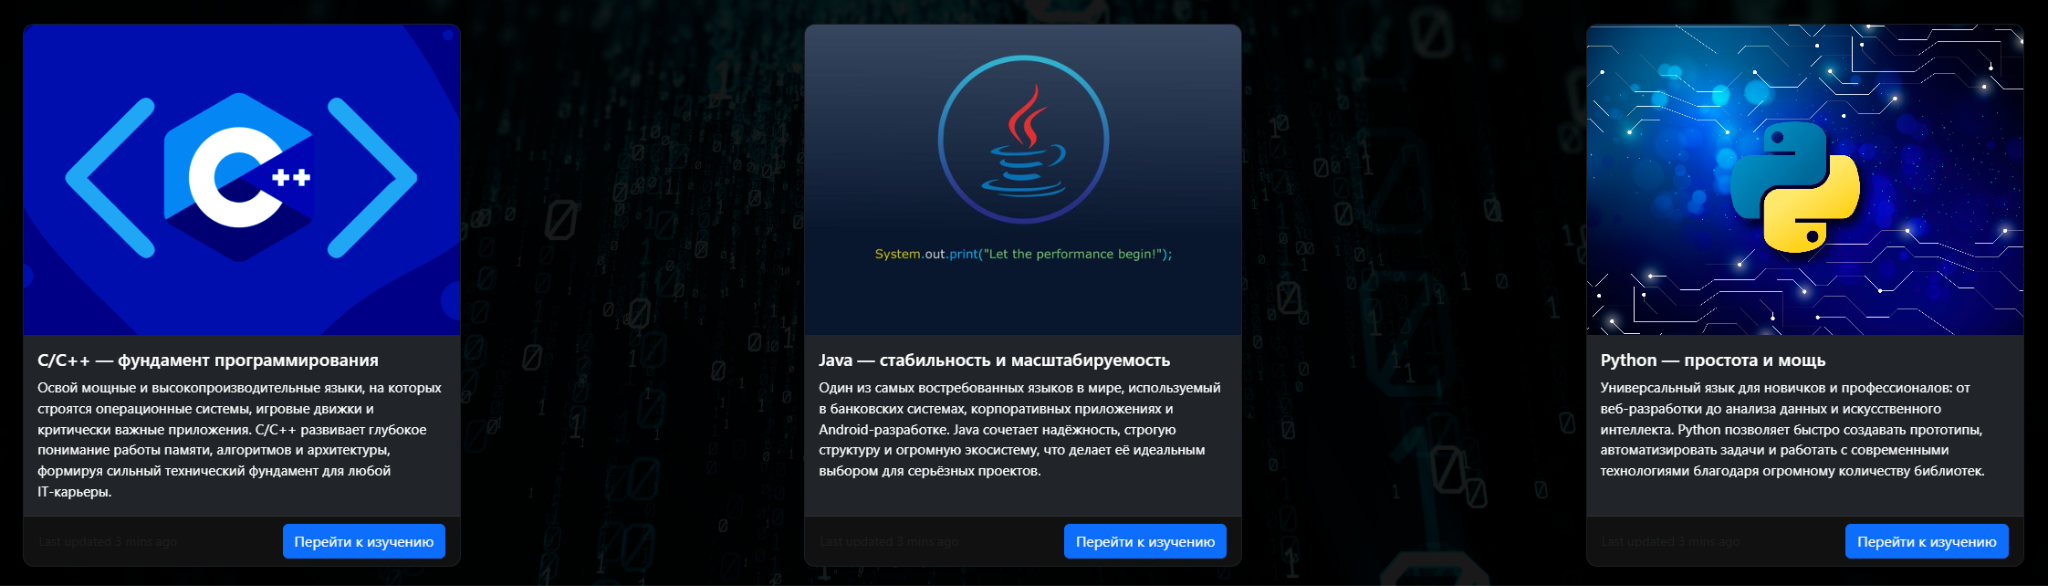 C++
System.out.print("Let the performance begin!");
C/C++ — фундамент программирования
Освой мощные и высокопроизводительные языки, на которых
строятся операционные системы, игровые движки и
критически важные приложения. C/C++ развивает глубокое
понимание работы памяти, алгоритмов и архитектуры,
формируя сильный технический фундамент для любой
IT-карьеры.
Last updated 3 mins ago
Перейти к изучению
Java — стабильность и масштабируемость
Один из самых востребованных языков в мире, используемый
в банковских системах, корпоративных приложениях и
Android-разработке. Java сочетает надёжность, строгую
структуру и огромную экосистему, что делает её идеальным
выбором для серьёзных проектов.
Last updated 3 mins ago
Перейти к изучению
Python — простота и мощь
Универсальный язык для новичков и профессионалов: от
веб-разработки до анализа данных и искусственного
интеллекта. Python позволяет быстро создавать прототипы,
автоматизировать задачи и работать с современными
технологиями благодаря огромному количеству библиотек.
Last updated 3 mins ago
Перейти к изучению